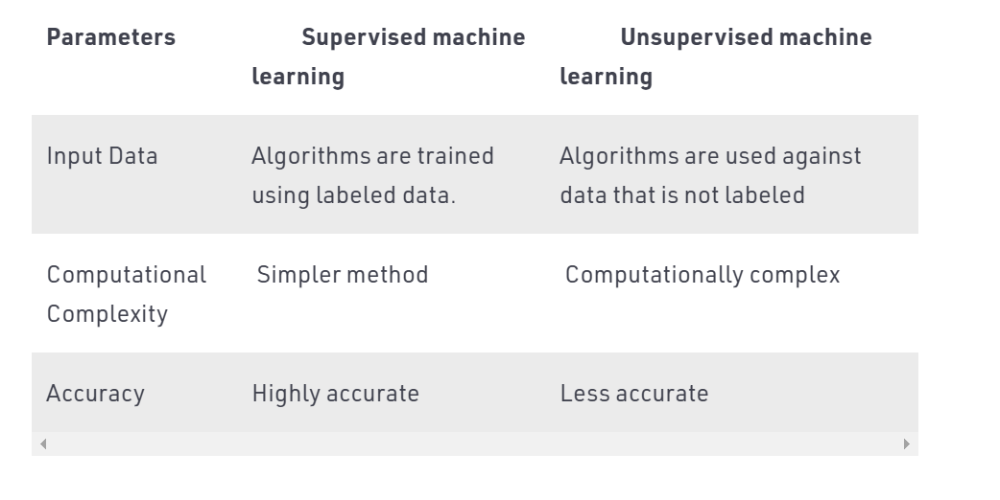 Parameters Supervised machine learning Unsupervised machine learning
Input Data Algorithms are trained using labeled data. Algorithms are used against data that is not labeled
Computational Complexity Simpler method Computationally complex
Accuracy Highly accurate Less accurate